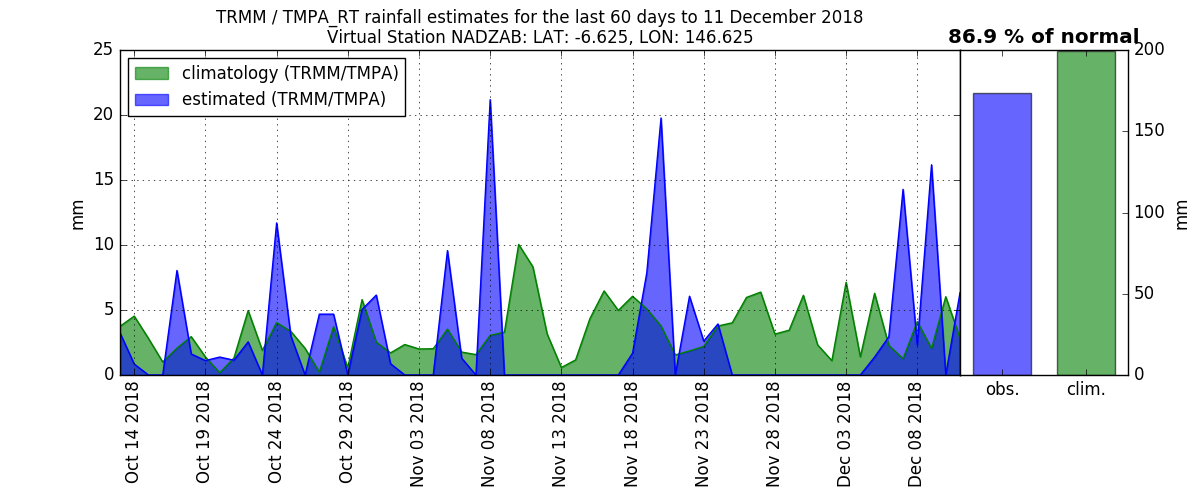 TRMM / TMPA_RT rainfall estimates for the last 60 days to 11 December 2018
Virtual Station NADZAB: LAT: -6.625, LON: 146.625
86.9 % of normal
climatology (TRMM/TMPA)
estimated (TRMM/TMPA)
25
20
15
10
5
0
mm
200
150
100
50
0
mm
Oct 14 2018
Oct 19 2018
Oct 24 2018
Oct 29 2018
Nov 03 2018
Nov 08 2018
Nov 13 2018
Nov 18 2018
Nov 23 2018
Nov 28 2018
Dec 03 2018
Dec 08 2018
obs.
clim.